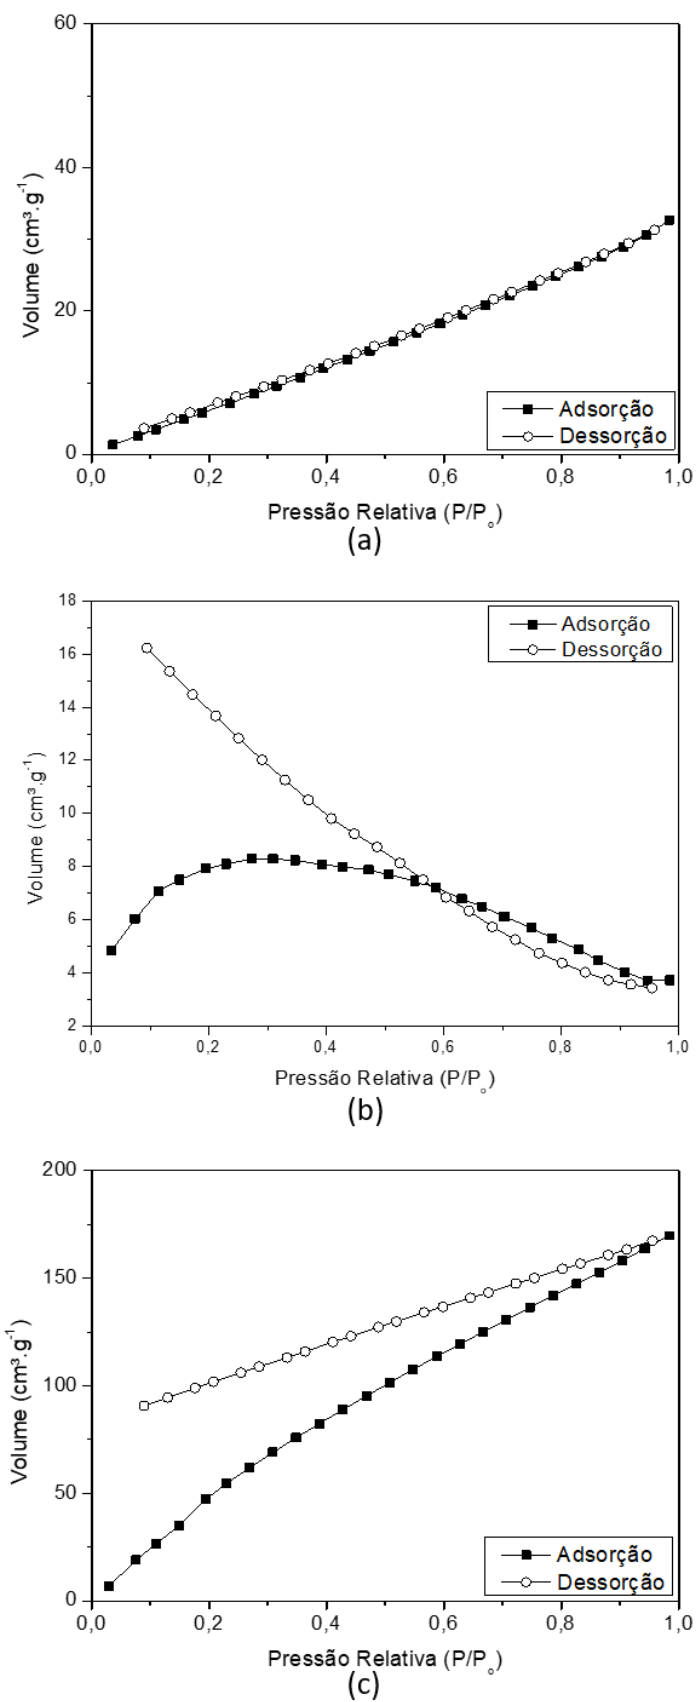 60
40
20
0
Volume (cm³.g⁻¹)
Adsorção
Dessorção
0,0 0,2 0,4 0,6 0,8 1,0
Pressão Relativa (P/Pₒ)
(a)
18
16
14
12
10
8
6
4
2
Volume (cm³.g⁻¹)
Adsorção
Dessorção
0,0 0,2 0,4 0,6 0,8 1,0
Pressão Relativa (P/Pₒ)
(b)
200
150
100
50
0
Volume (cm³.g⁻¹)
Adsorção
Dessorção
0,0 0,2 0,4 0,6 0,8 1,0
Pressão Relativa (P/Pₒ)
(c)